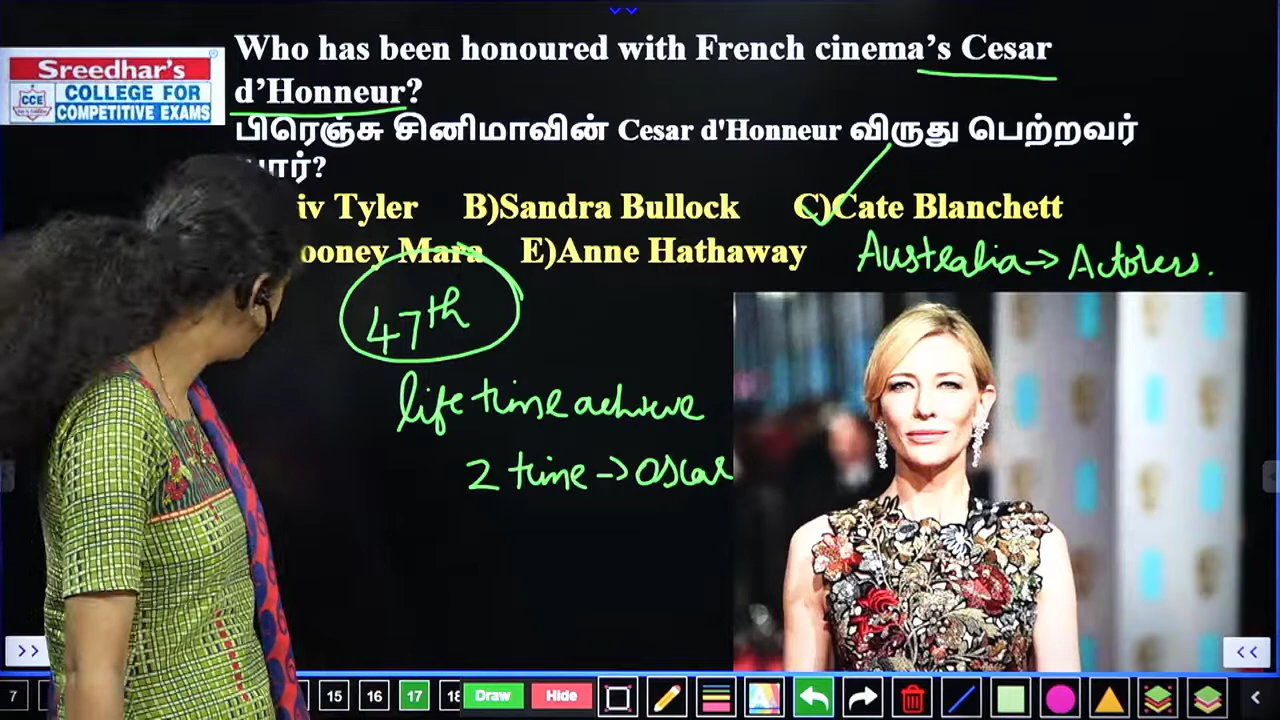 Who has been honoured with French cinema's Cesar
d'Honneur?
பிரெஞ்சு சினிமாவின் Cesar d'Honneur விருது பெற்றவர்
யார்?
iv Tyler B)Sandra Bullock C)Cate Blanchett
ooney Mara E)Anne Hathaway
Australia→ Actoress.
47th
life time achieve
2 time → Oscar
Sreedhar's
CCE
COLLEGE FOR
COMPETITIVE EXAMS
>>
<<
7
15 16 17 18 Draw Hide